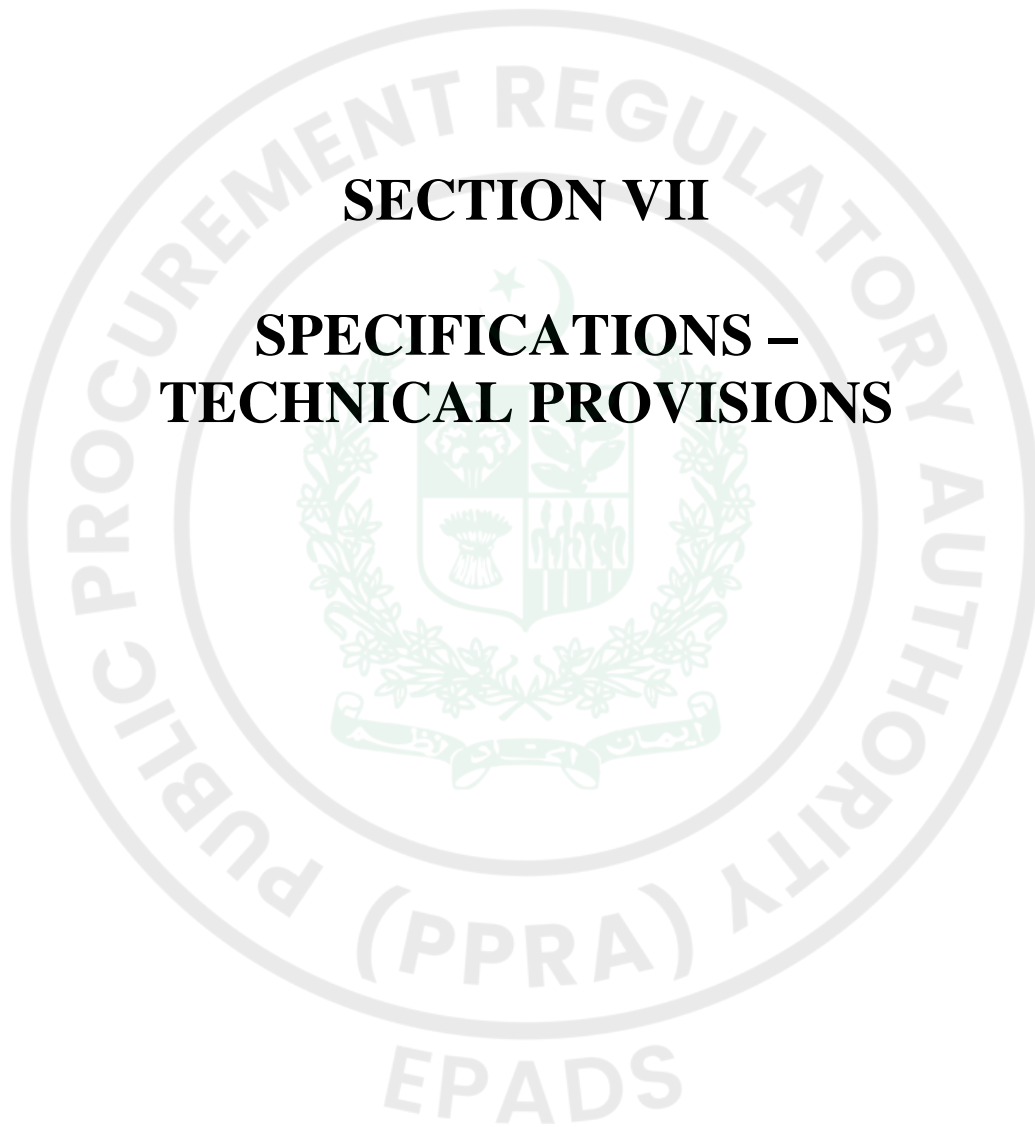 SECTION VII
SPECIFICATIONS –
TECHNICAL PROVISIONS
PUBLIC PROCUREMENT REGULATORY AUTHORITY
(PPRA)
EPADS